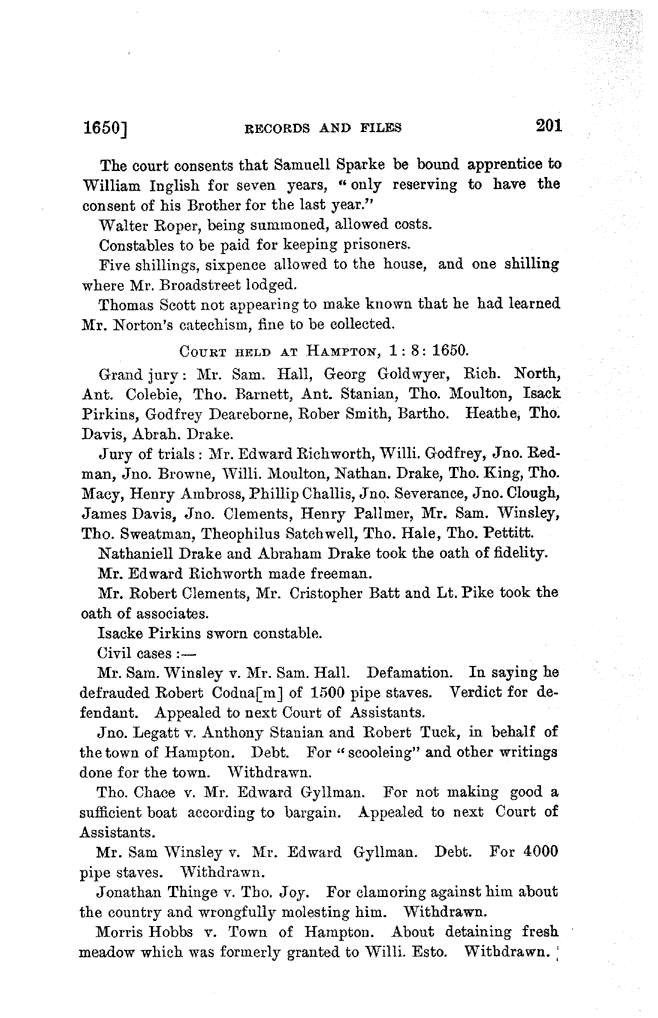 1650] RECORDS AND FILES 201
The court consents that Samuell Sparke be bound apprentice to
William Inglish for seven years, “only reserving to have the
consent of his Brother for the last year.”
Walter Roper, being summoned, allowed costs.
Constables to be paid for keeping prisoners.
Five shillings, sixpence allowed to the house, and one shilling
where Mr. Broadstreet lodged.
Thomas Scott not appearing to make known that he had learned
Mr. Norton's catechism, fine to be collected.
COURT HELD AT HAMPTON, 1: 8: 1650.
Grand jury: Mr. Sam. Hall, Georg Goldwyer, Rich. North,
Ant. Colebie, Tho. Barnett, Ant. Stanian, Tho. Moulton, Isack
Pirkins, Godfrey Deareborne, Rober Smith, Bartho. Heathe, Tho.
Davis, Abrah. Drake.
Jury of trials: Mr. Edward Richworth, Willi. Godfrey, Jno. Red-
man, Jno. Browne, Willi. Moulton, Nathan. Drake, Tho. King, Tho.
Macy, Henry Ambross, Phillip Challis, Jno. Severance, Jno. Clough,
James Davis, Jno. Clements, Henry Pallmer, Mr. Sam. Winsley,
Tho. Sweatman, Theophilus Satchwell, Tho. Hale, Tho. Pettitt.
Nathaniell Drake and Abraham Drake took the oath of fidelity.
Mr. Edward Richworth made freeman.
Mr. Robert Clements, Mr. Cristopher Batt and Lt. Pike took the
oath of associates.
Isacke Pirkins sworn constable.
Civil cases :—
Mr. Sam. Winsley v. Mr. Sam. Hall. Defamation. In saying he
defrauded Robert Codna[m] of 1500 pipe staves. Verdict for de-
fendant. Appealed to next Court of Assistants.
Jno. Legatt v. Anthony Stanian and Robert Tuck, in behalf of
the town of Hampton. Debt. For “scooleing” and other writings
done for the town. Withdrawn.
Tho. Chace v. Mr. Edward Gyllman. For not making good a
sufficient boat according to bargain. Appealed to next Court of
Assistants.
Mr. Sam Winsley v. Mr. Edward Gyllman. Debt. For 4000
pipe staves. Withdrawn.
Jonathan Thinge v. Tho. Joy. For clamoring against him about
the country and wrongfully molesting him. Withdrawn.
Morris Hobbs v. Town of Hampton. About detaining fresh
meadow which was formerly granted to Willi. Esto. Withdrawn.